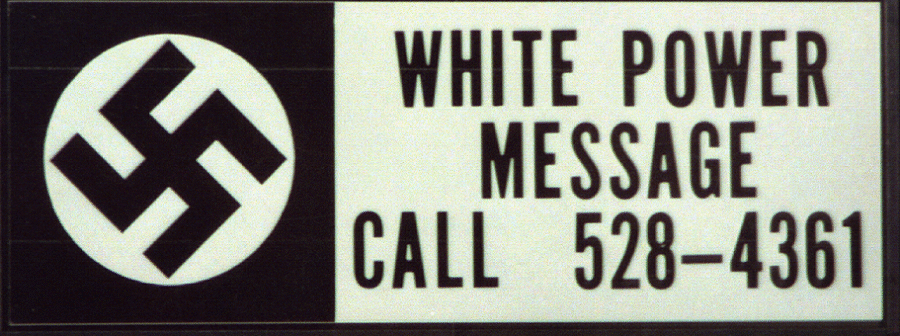 WHITE POWER
MESSAGE
CALL 528–4361